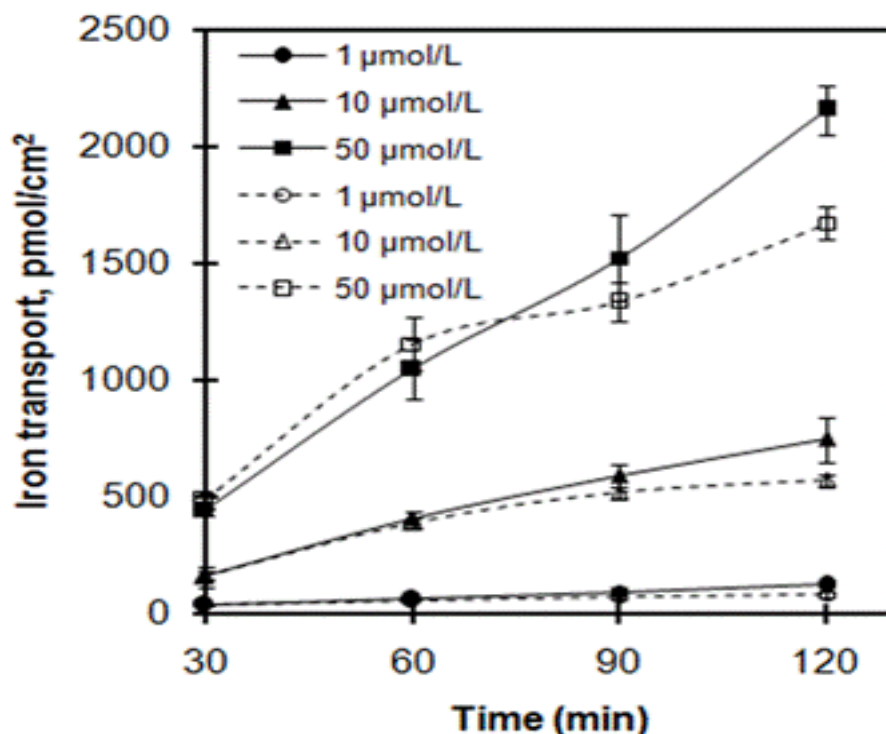 Iron transport, pmol/cm²
2500
2000
1500
1000
500
0
1 µmol/L
10 µmol/L
50 µmol/L
1 µmol/L
10 µmol/L
50 µmol/L
30 60 90 120
Time (min)